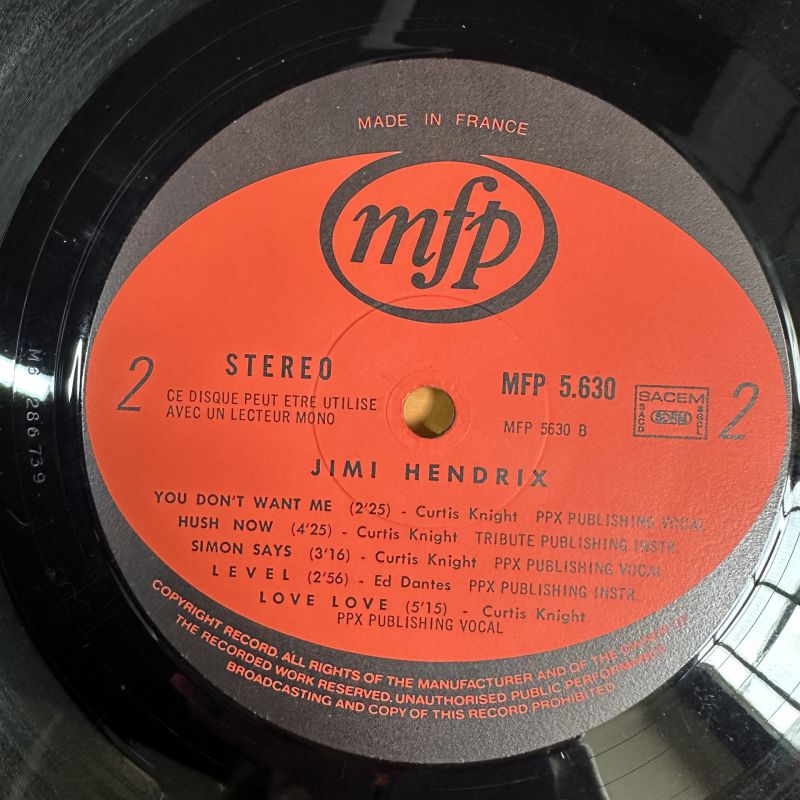 MADE IN FRANCE
mfp
2
STEREO
CE DISQUE PEUT ETRE UTILISE
AVEC UN LECTEUR MONO
MFP 5.630
MFP 5630 B
SACEM
SACD
SDRM
SGDL
2
JIMI HENDRIX
YOU DON'T WANT ME (2'25) - Curtis Knight PPX PUBLISHING VOCAL
HUSH NOW (4'25) - Curtis Knight TRIBUTE PUBLISHING INSTR.
SIMON SAYS (3'16) - Curtis Knight PPX PUBLISHING VOCAL
LEVEL (2'56) - Ed Dantes PPX PUBLISHING INSTR.
LOVE LOVE (5'15) - Curtis Knight
PPX PUBLISHING VOCAL
COPYRIGHT RECORD. ALL RIGHTS OF THE MANUFACTURER AND OF THE OWNER OF
THE RECORDED WORK RESERVED. UNAUTHORISED PUBLIC PERFORMANCE
BROADCASTING AND COPY OF THIS RECORD PROHIBITED
286739